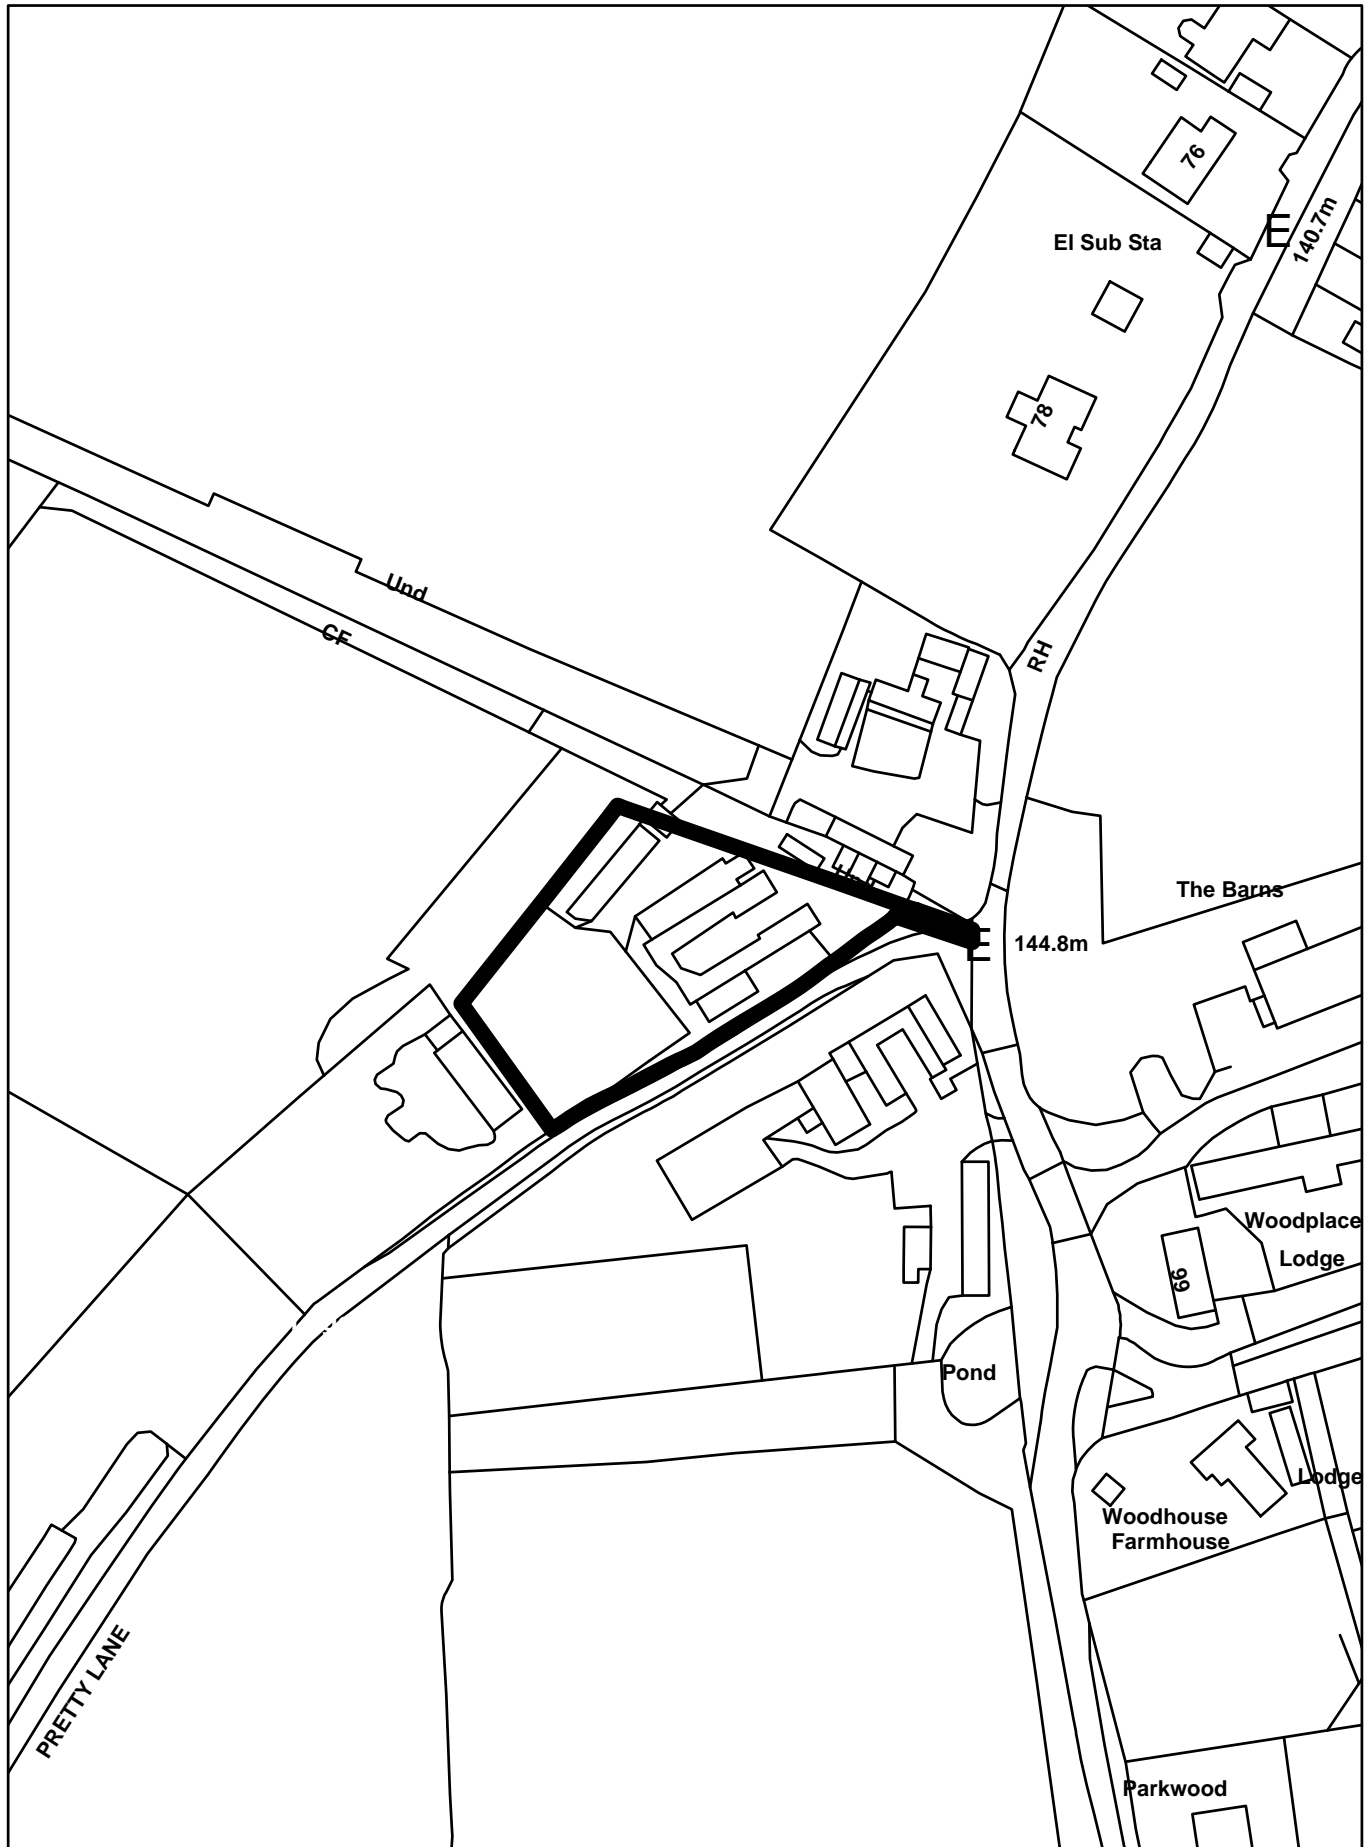 76
E
140.7m
El Sub Sta
78
Und
CF
RH
The Barns
E
144.8m
Woodplace
Lodge
66
Pond
Lodge
Woodhouse
Farmhouse
PRETTY LANE
Parkwood